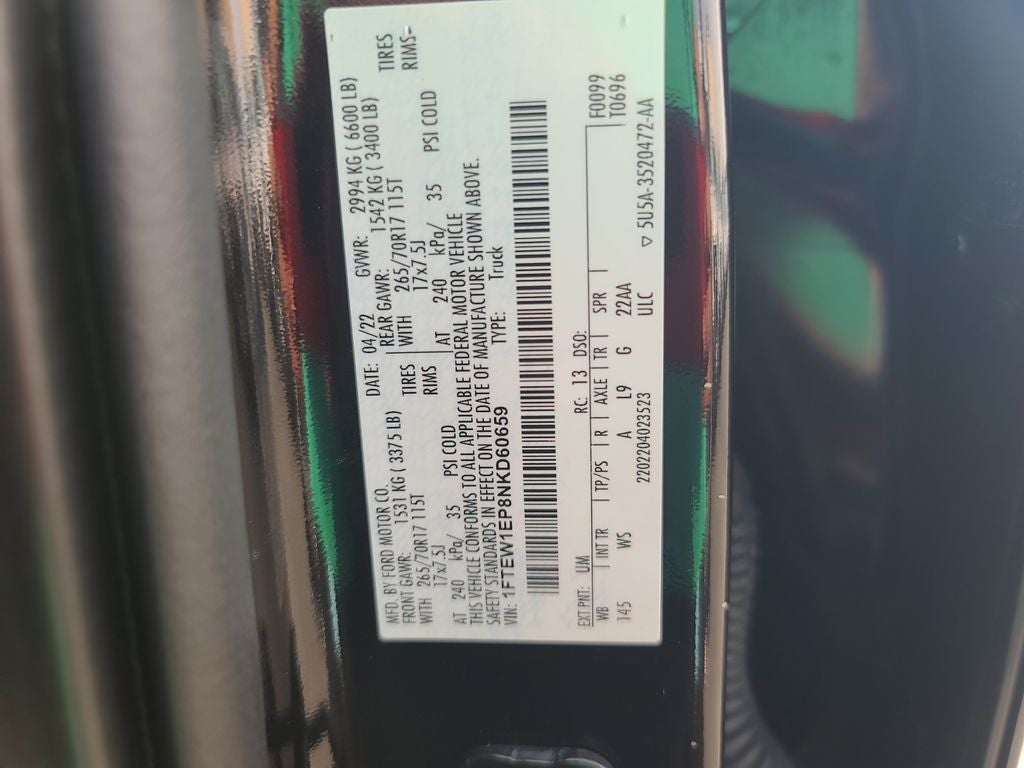 MFD. BY FORD MOTOR CO. DATE: 04/22 GVWR: 2994 KG ( 6600 LB)
FRONT GAWR: 1531 KG ( 3375 LB) REAR GAWR: 1542 KG ( 3400 LB)
WITH 265/70R17 115T TIRES WITH 265/70R17 115T TIRES
17x7.5J RIMS 17x7.5J RIMS-
AT 240 kPa/ 35 PSI COLD AT 240 kPa/ 35 PSI COLD
THIS VEHICLE CONFORMS TO ALL APPLICABLE FEDERAL MOTOR VEHICLE
SAFETY STANDARDS IN EFFECT ON THE DATE OF MANUFACTURE SHOWN ABOVE.
VIN: 1FTEW1EP8NKD60659 TYPE: Truck
EXT PNT: UM RC: 13 DSO: F0099
WB INT TR TP/PS R AXLE TR SPR T0696
145 WS A L9 G 22AA
2202204023523 ULC ▽ 5U5A-3520472-AA